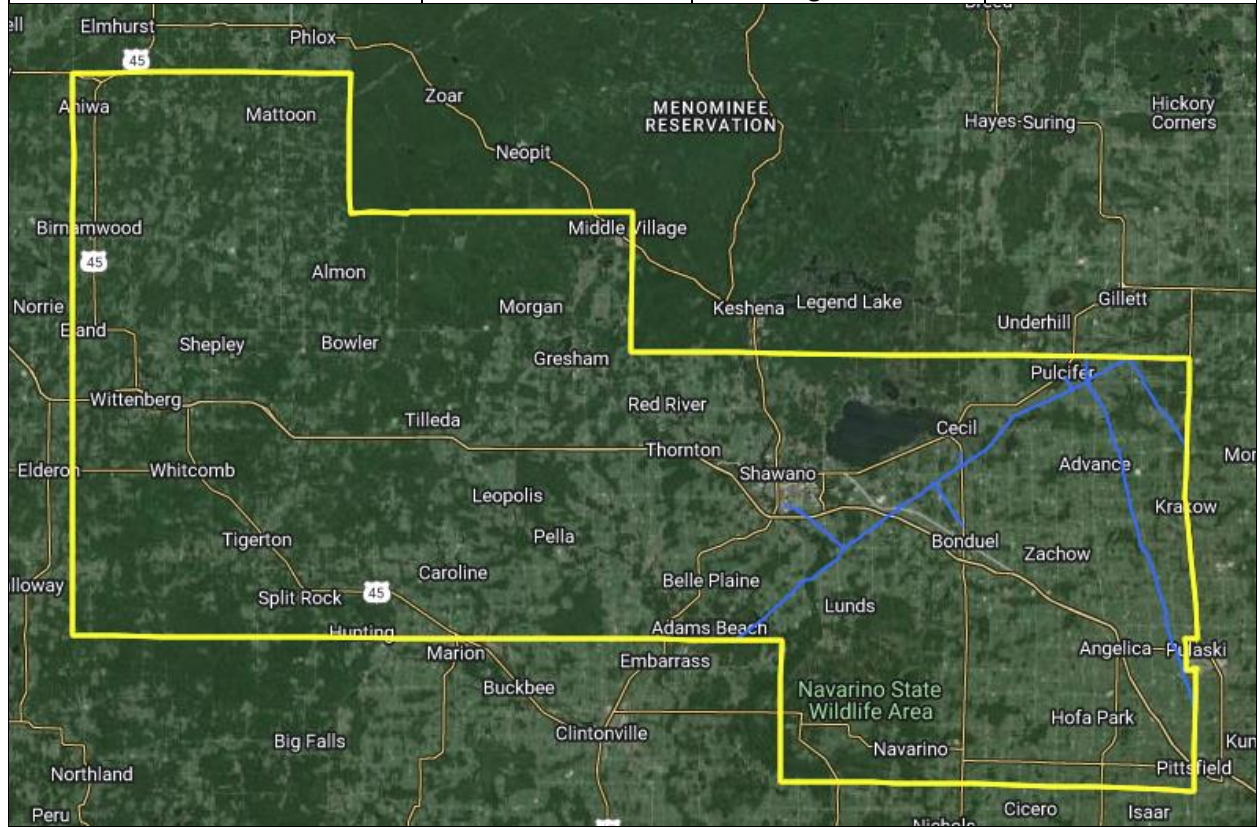 Elmhurst
Phlox
45
Zoar
Aniwa
Mattoon
MENOMINEE
RESERVATION
Hickory
Corners
Hayes
Suring
Neopit
Birnamwood
Middle Village
45
Almon
Norrie
Morgan
Keshena
Legend Lake
Gillett
Underhill
Eland
Shepley
Bowler
Gresham
Pulcifer
Wittenberg
Red River
Tilleda
Cecil
Thornton
Elderon
Whitcomb
Shawano
Advance
Leopolis
Krakow
Tigerton
Pella
Bonduel
Zachow
Caroline
Belle Plaine
Split Rock
45
Lunds
Hunting
Adams Beach
Marion
Embarrass
Angelica
Pulaski
Buckbee
Navarino State
Wildlife Area
Hofa Park
Clintonville
Big Falls
Navarino
Pittsfield
Northland
Cicero
Isaar
Peru